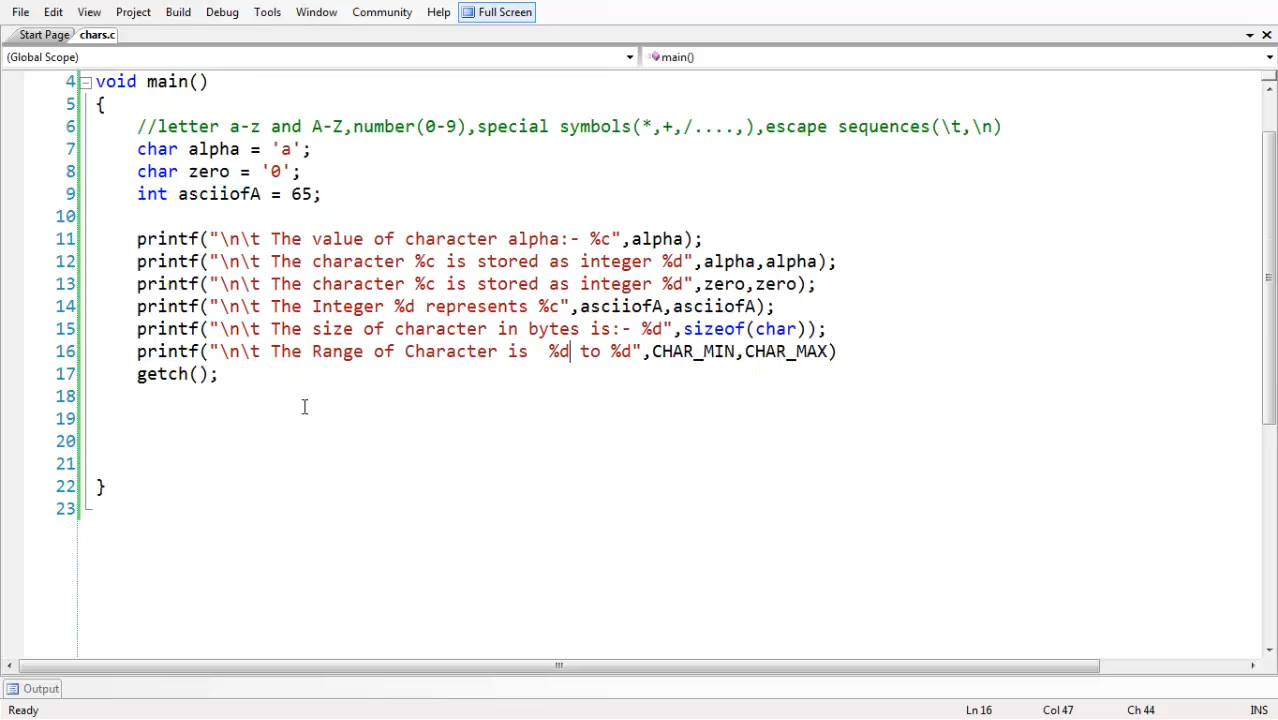 File Edit View Project Build Debug Tools Window Community Help Full Screen
Start Page chars.c
(Global Scope) main()
4 void main()
5 {
6 //letter a-z and A-Z,number(0-9),special symbols(*,+,/....,),escape sequences(\t,\n)
7 char alpha = 'a';
8 char zero = '0';
9 int asciiofA = 65;
10
11 printf("\n\t The value of character alpha:- %c",alpha);
12 printf("\n\t The character %c is stored as integer %d",alpha,alpha);
13 printf("\n\t The character %c is stored as integer %d",zero,zero);
14 printf("\n\t The Integer %d represents %c",asciiofA,asciiofA);
15 printf("\n\t The size of character in bytes is:- %d",sizeof(char));
16 printf("\n\t The Range of Character is  %d to %d",CHAR_MIN,CHAR_MAX)
17 getch();
18
19
20
21
22 }
23
Output
Ready Ln 16 Col 47 Ch 44 INS